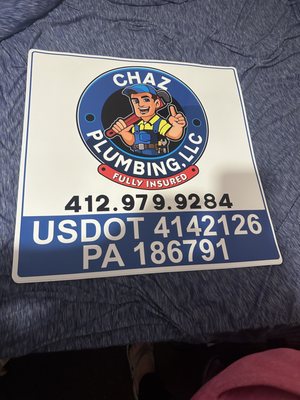 CHAZ
PLUMBING, LLC
FULLY INSURED
412.979.9284
USDOT 4142126
PA 186791